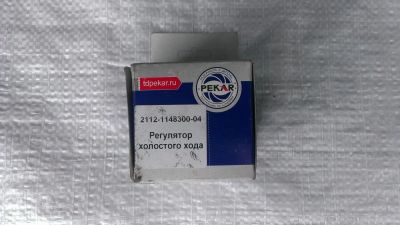 tdpekar.ru
PEKAR
2112-1148300-04
Регулятор
холостого хода